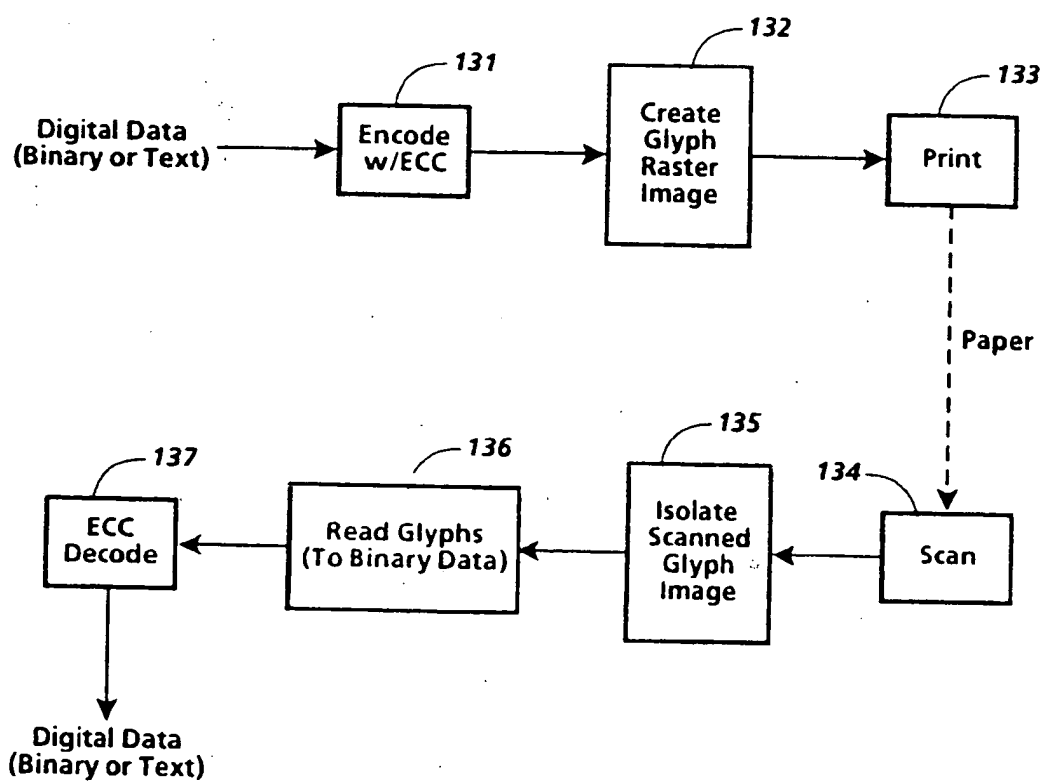 131
132
133
Digital Data
(Binary or Text)
Encode
w/ECC
Create
Glyph
Raster
Image
Print
Paper
137
136
135
134
ECC
Decode
Read Glyphs
(To Binary Data)
Isolate
Scanned
Glyph
Image
Scan
Digital Data
(Binary or Text)